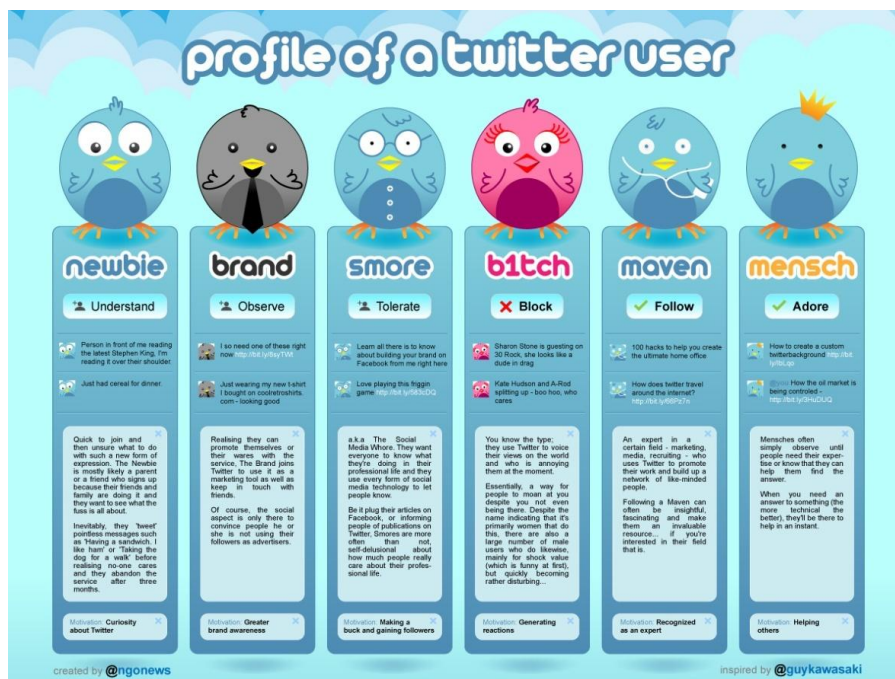 profile of a twitter user
newbie
Understand
Person in front of me reading
the latest Stephen King, I'm
reading it over their shoulder.
Just had cereal for dinner.
Quick to join and
then unsure what to do
with such a new form of
expression. The Newbie
is mostly likely a parent
or a friend who signs up
because their friends and
family are doing it and
they want to see what the
fuss is all about.
Inevitably, they 'tweet'
pointless messages such
as 'Having a sandwich. I
like ham' or 'Taking the
dog for a walk' before
realising no-one cares
and they abandon the
service after three
months.
Motivation: Curiosity
about Twitter
brand
Observe
I so need one of these right
now
Just wearing my new t-shirt
I bought on coolretroshirts.
com - looking good
Realising they can
promote themselves or
their wares with the
service, The Brand joins
Twitter to use it as a
marketing tool as well as
keep in touch with
friends.
Of course, the social
aspect is only there to
convince people he or
she is not using their
followers as advertisers.
Motivation: Greater
brand awareness
smore
Tolerate
Learn all there is to know
about building your brand on
Facebook from me right here
Love playing this friggin
game
a.k.a The Social
Media Whore. They want
everyone to know what
they're doing in their
professional life and they
use every form of social
media technology to let
people know.
Be it plug their articles on
Facebook, or informing
people of publications on
Twitter, Smores are more
often than not,
self-delusional about
how much people really
care about their profes-
sional life.
Motivation: Making a
buck and gaining followers
b1tch
Block
Sharon Stone is guesting on
30 Rock, she looks like a
dude in drag
Kate Hudson and A-Rod
splitting up - boo hoo, who
cares
You know the type;
they use Twitter to voice
their views on the world
and who is annoying
them at the moment.
Essentially, a way for
people to moan at you
despite you not even
being there. Despite the
name indicating that it's
primarily women that do
this, there are also a
large number of male
users who do likewise,
mainly for shock value
(which is funny at first),
but quickly becoming
rather disturbing...
Motivation: Generating
reactions
maven
Follow
100 hacks to help you create
the ultimate home office
How does twitter travel
around the internet?
An expert in a
certain field - marketing,
media, recruiting - who
uses Twitter to promote
their work and build up a
network of like-minded
people.
Following a Maven can
often be insightful,
fascinating and make
them an invaluable
resource... if you're
interested in their field
that is.
Motivation: Recognized
as an expert
mensch
Adore
How to create a custom
twitterbackground
@you How the oil market is
being controled -
http://bit.ly/3HuDUQ
Mensches often
simply observe until
people need their exper-
tise or know that they can
help them find the
answer.
When you need an
answer to something (the
more technical the
better), they'll be there to
help in an instant.
Motivation: Helping
others
created by @ngonews
inspired by @guykawasaki